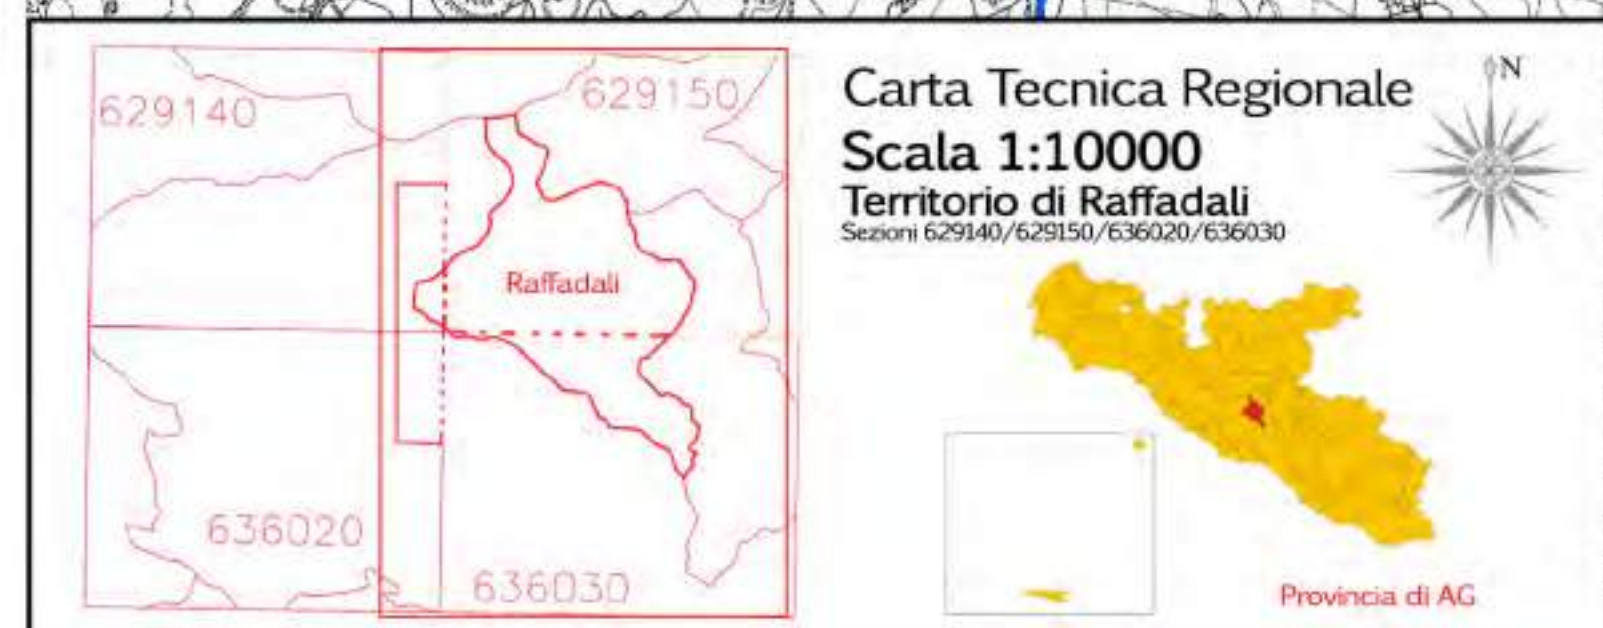 629140
629150
Raffadali
636020
636030
Carta Tecnica Regionale
Scala 1:10000
Territorio di Raffadali
Sezioni 629140/629150/636020/636030
N
Provincia di AG